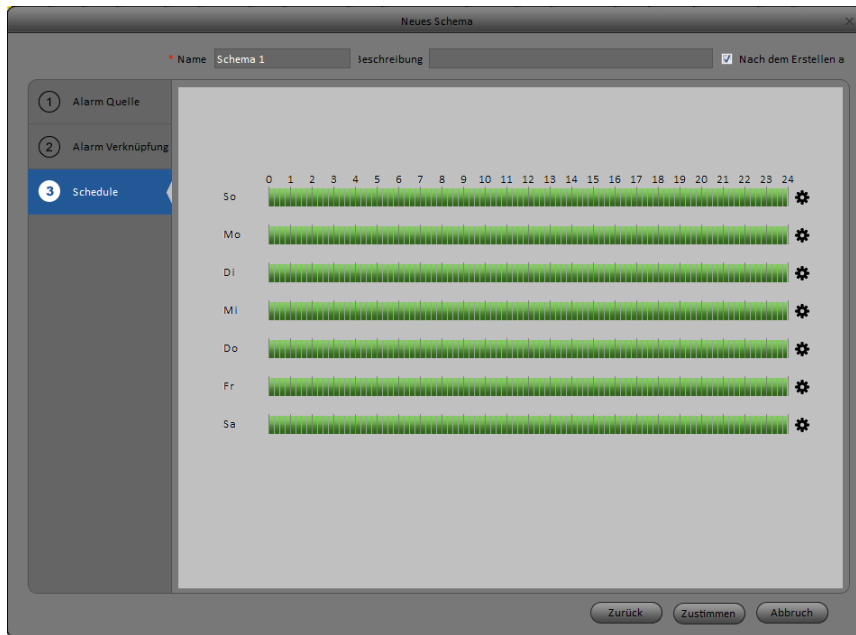 Neues Schema
* Name Schema 1 Beschreibung Nach dem Erstellen a
1 Alarm Quelle
2 Alarm Verknüpfung
3 Schedule
0 1 2 3 4 5 6 7 8 9 10 11 12 13 14 15 16 17 18 19 20 21 22 23 24
So
Mo
Di
Mi
Do
Fr
Sa
Zurück Zustimmen Abbruch